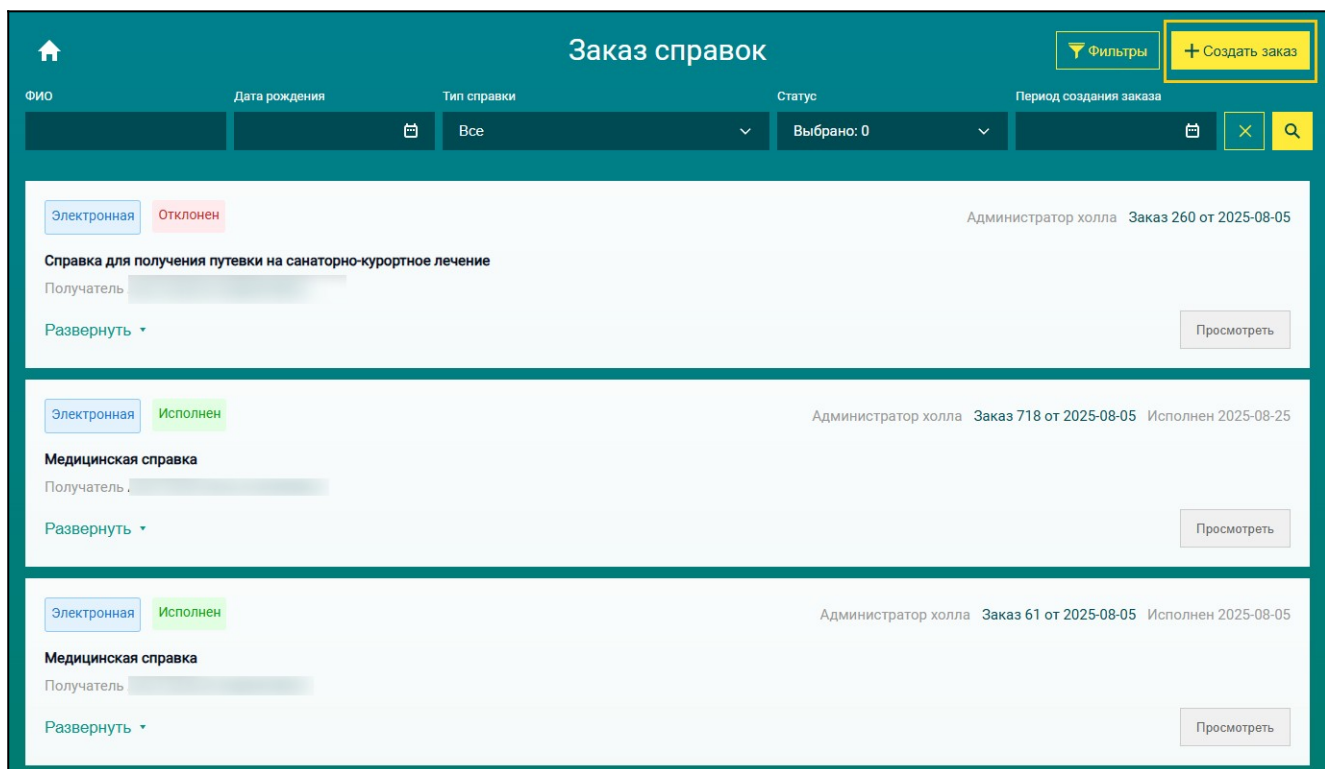 Заказ справок
Фильтры
Создать заказ
ФИО
Дата рождения
Тип справки
Статус
Период создания заказа
Все
Выбрано: 0
Электронная Отклонен Администратор холла Заказ 260 от 2025-08-05
Справка для получения путевки на санаторно-курортное лечение
Получатель
Развернуть
Просмотреть
Электронная Исполнен Администратор холла Заказ 718 от 2025-08-05 Исполнен 2025-08-25
Медицинская справка
Получатель
Развернуть
Просмотреть
Электронная Исполнен Администратор холла Заказ 61 от 2025-08-05 Исполнен 2025-08-05
Медицинская справка
Получатель
Развернуть
Просмотреть